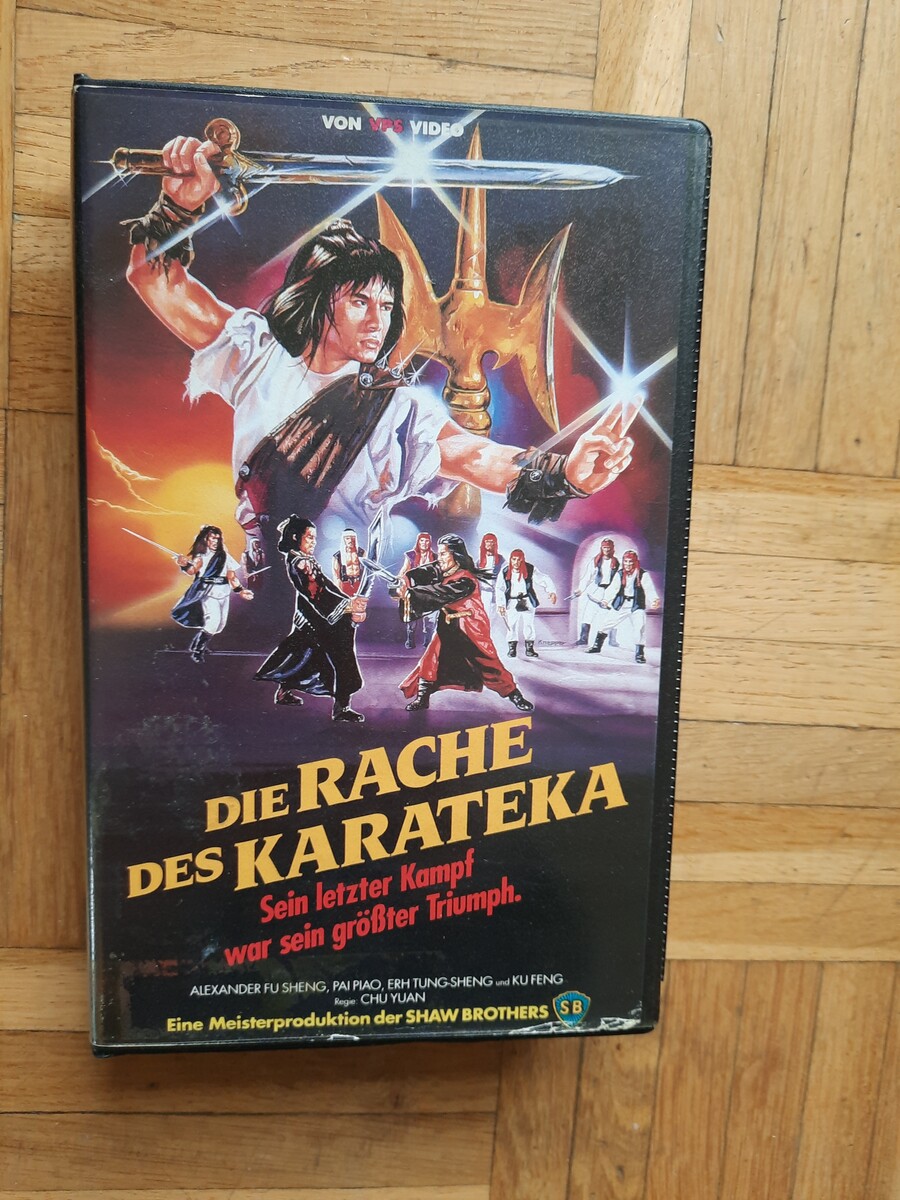 VON VPS VIDEO
DIE RACHE
DES KARATEKA
Sein letzter Kampf
war sein größter Triumph.
ALEXANDER FU SHENG, PAI PIAO, ERH TUNG-SHENG und KU FENG
Regie: CHU YUAN
Eine Meisterproduktion der SHAW BROTHERS SB